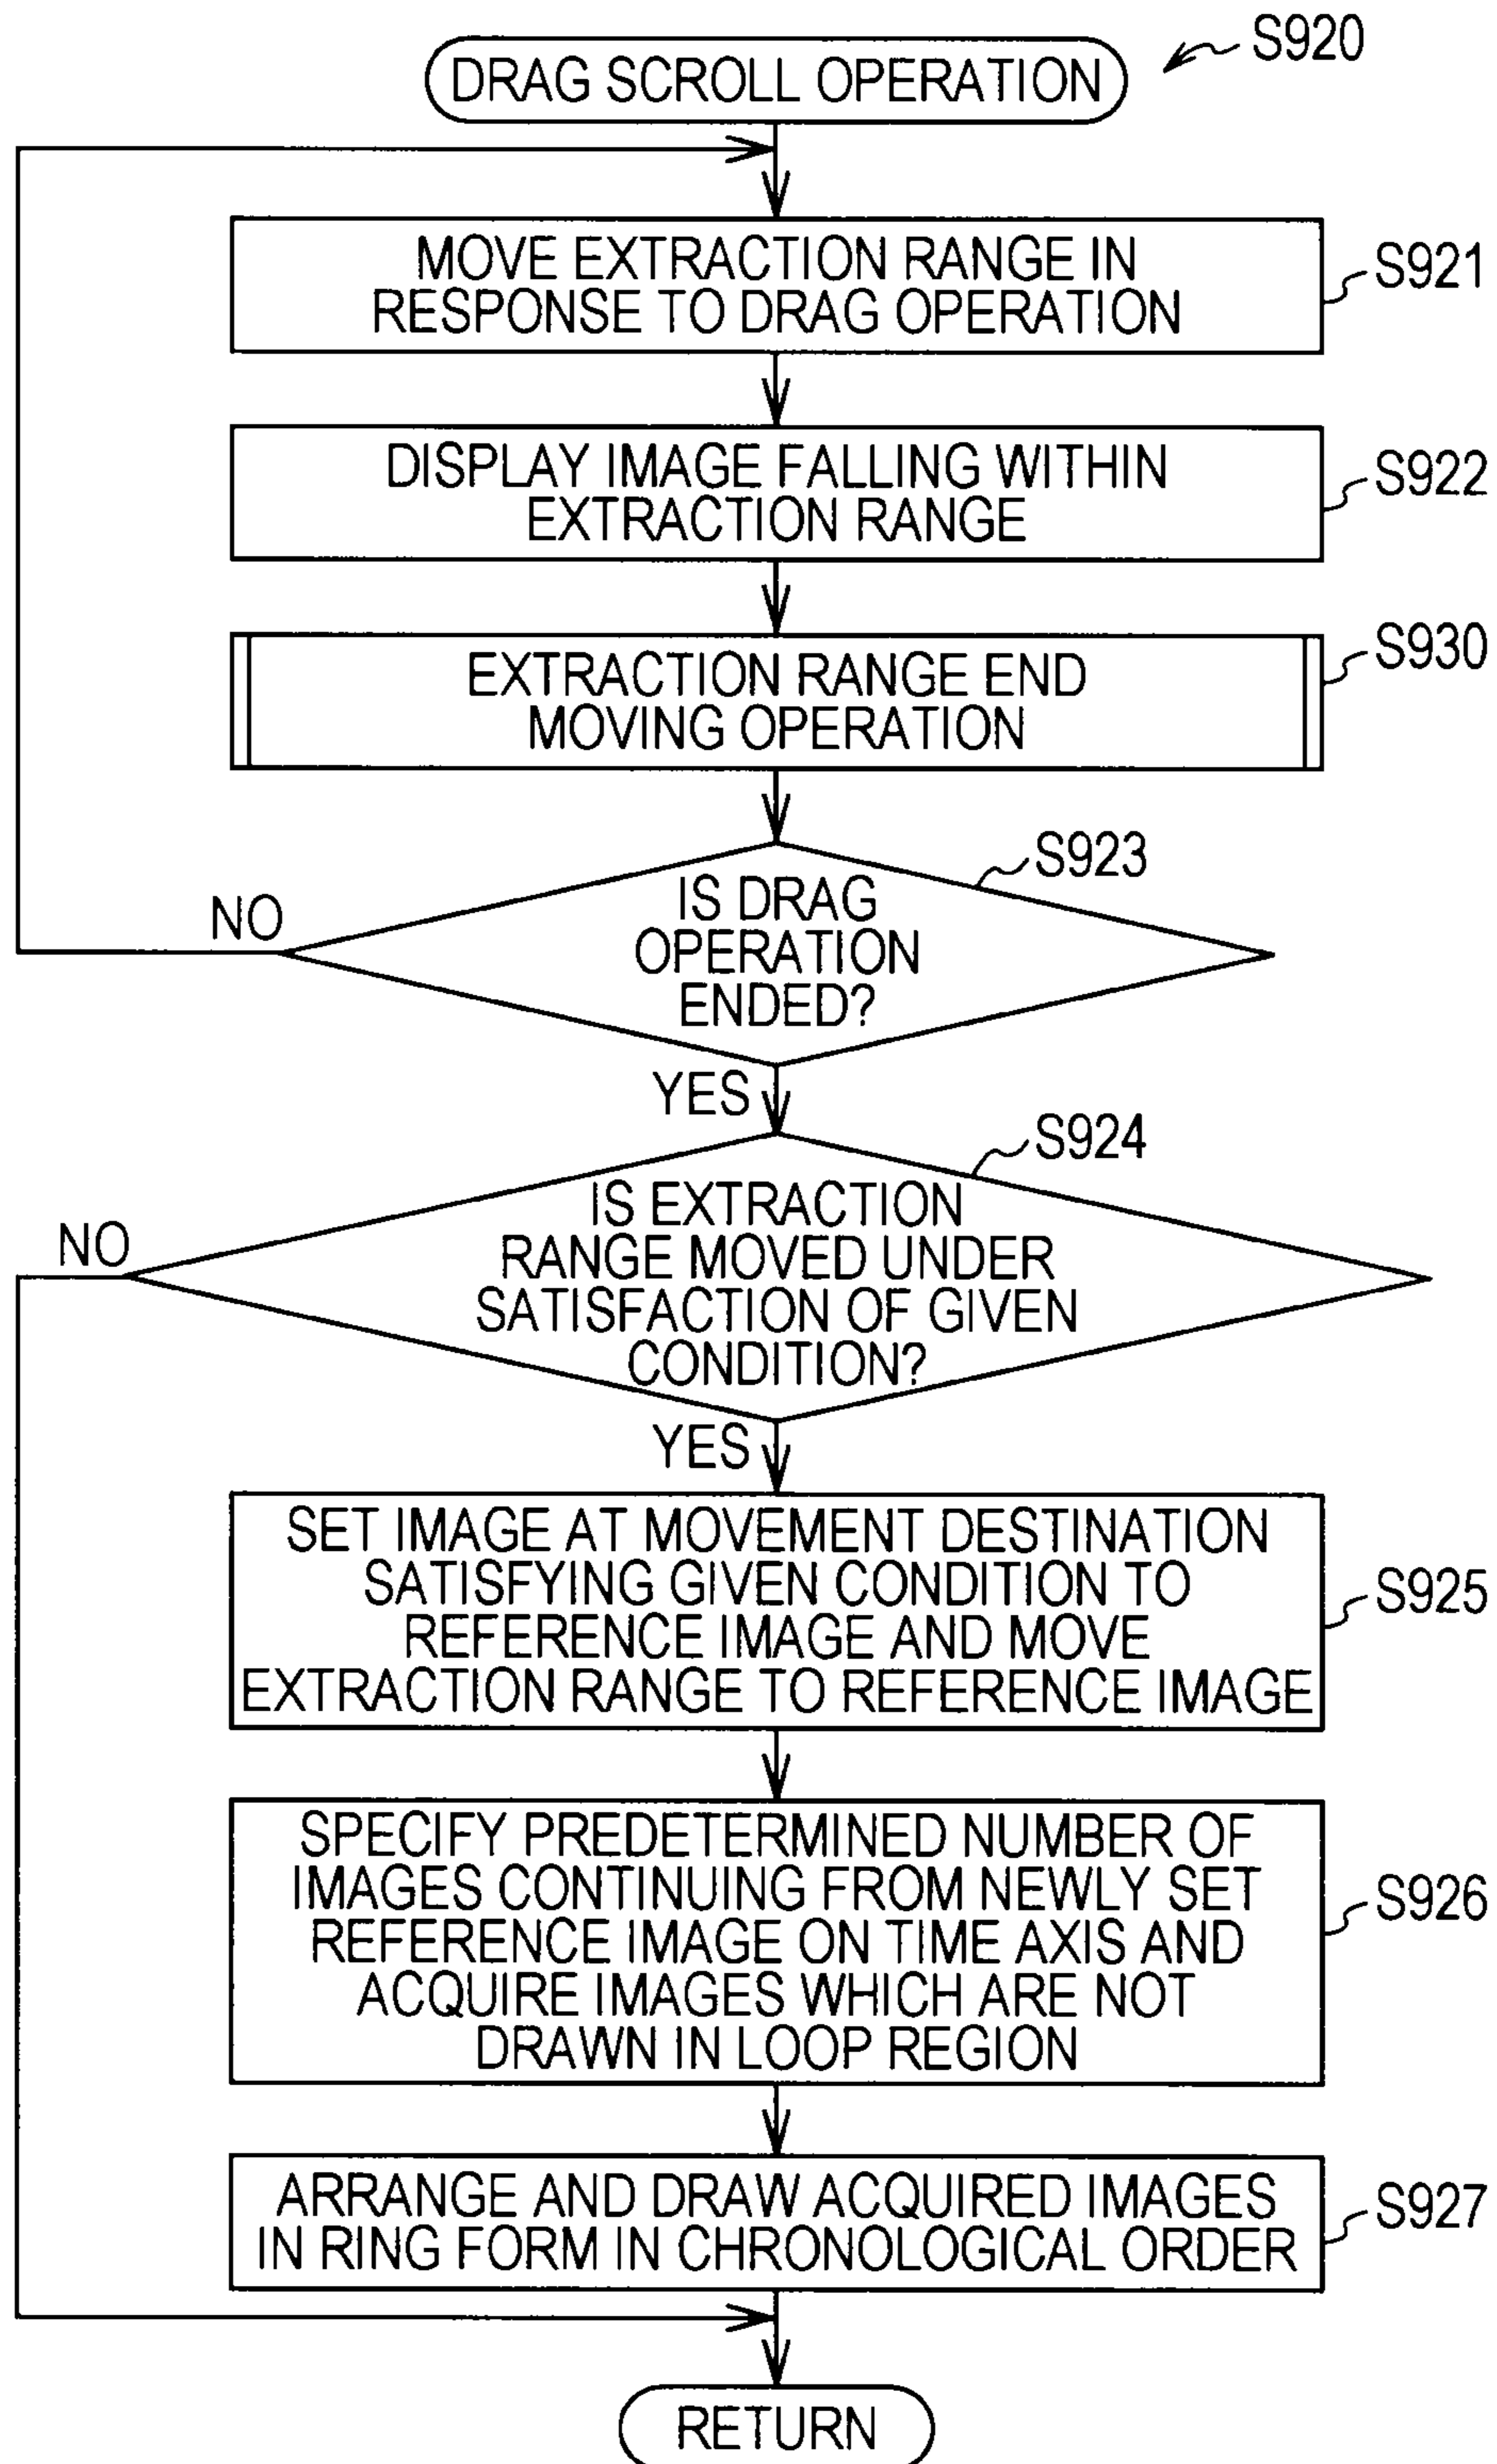 S920
DRAG SCROLL OPERATION
MOVE EXTRACTION RANGE IN
RESPONSE TO DRAG OPERATION
S921
DISPLAY IMAGE FALLING WITHIN
EXTRACTION RANGE
S922
EXTRACTION RANGE END
MOVING OPERATION
S930
S923
IS DRAG
OPERATION
ENDED?
NO
YES
S924
IS EXTRACTION
RANGE MOVED UNDER
SATISFACTION OF GIVEN
CONDITION?
NO
YES
SET IMAGE AT MOVEMENT DESTINATION
SATISFYING GIVEN CONDITION TO
REFERENCE IMAGE AND MOVE
EXTRACTION RANGE TO REFERENCE IMAGE
S925
SPECIFY PREDETERMINED NUMBER OF
IMAGES CONTINUING FROM NEWLY SET
REFERENCE IMAGE ON TIME AXIS AND
ACQUIRE IMAGES WHICH ARE NOT
DRAWN IN LOOP REGION
S926
ARRANGE AND DRAW ACQUIRED IMAGES
IN RING FORM IN CHRONOLOGICAL ORDER
S927
RETURN